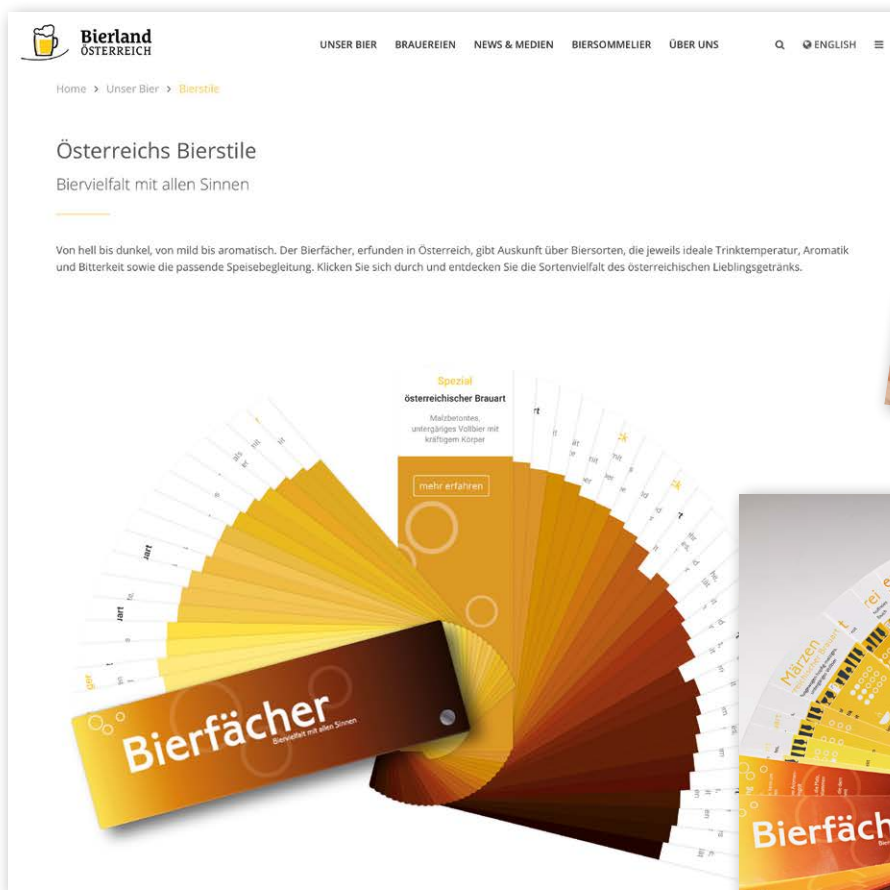 Bierland
ÖSTERREICH
UNSER BIER BRAUEREIEN NEWS & MEDIEN BIERSOMMELIER ÜBER UNS ENGLISH
Home > Unser Bier > Bierstile
Österreichs Bierstile
Biervielfalt mit allen Sinnen
Von hell bis dunkel, von mild bis aromatisch. Der Bierfächer, erfunden in Österreich, gibt Auskunft über Biersorten, die jeweils ideale Trinktemperatur, Aromatik
und Bitterkeit sowie die passende Speisebegleitung. Klicken Sie sich durch und entdecken Sie die Sortenvielfalt des österreichischen Lieblingsgetränks.
Spezial
österreichischer Brauart
Malzbetontes,
untergäriges Vollbier mit
kräftigem Körper
mehr erfahren
Bierfächer
Biervielfalt mit allen Sinnen
Märzen
Bierfäch